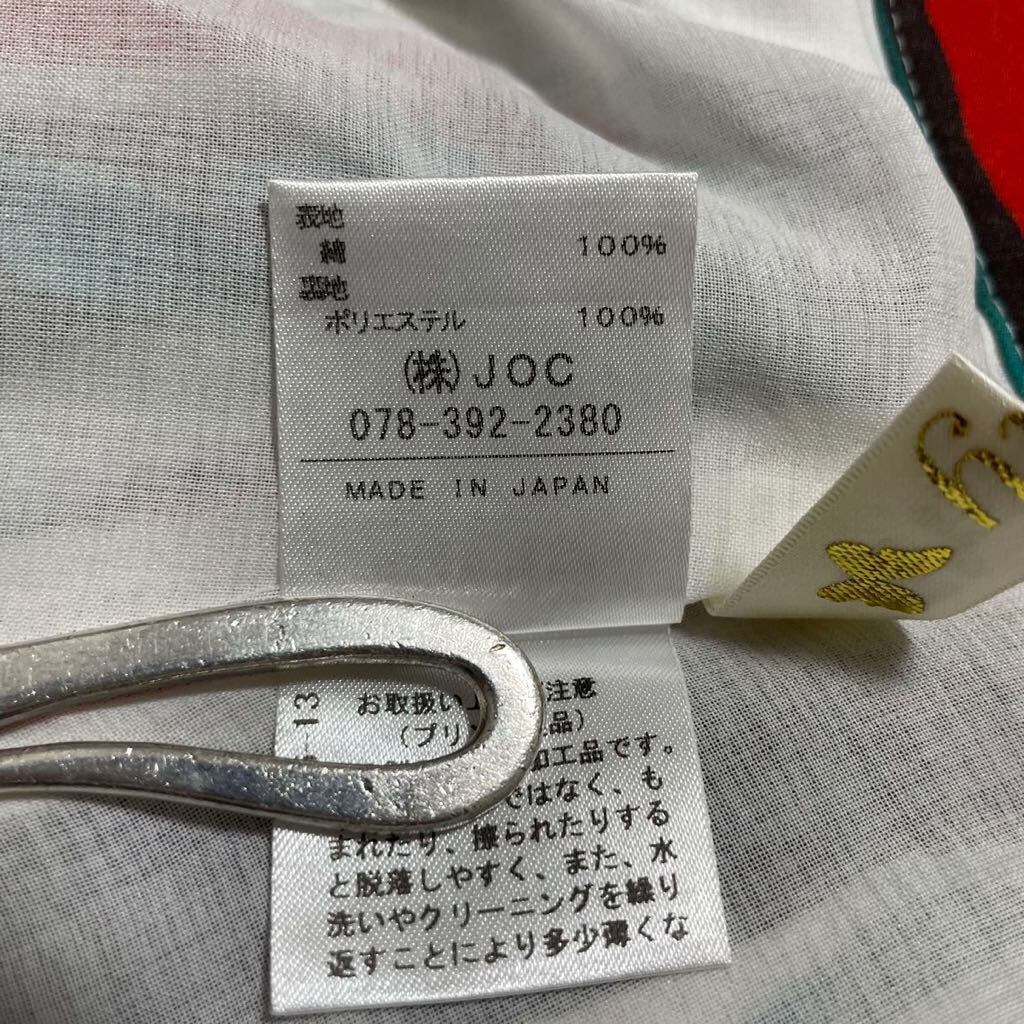 表地
綿 100%
裏地
ポリエステル 100%
(株)JOC
078-392-2380
MADE IN JAPAN
13
お取扱い 注意
(プリン 品)
加工品です。
ではなく、も
まれたり、擦られたりする
と脱落しやすく、また、水
洗いやクリーニングを繰り
返すことにより多少薄くな